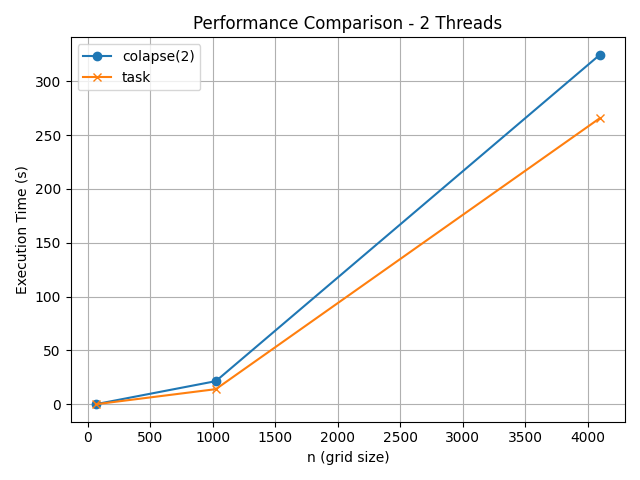 Performance Comparison - 2 Threads
colapse(2)
task
Execution Time (s)
300
250
200
150
100
50
0
0 500 1000 1500 2000 2500 3000 3500 4000
n (grid size)